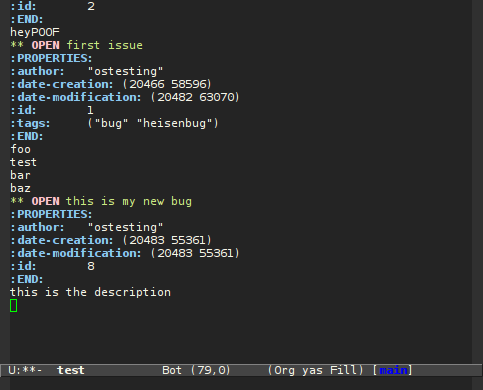 :id:       2
:END:
heyPOOF
** OPEN first issue
:PROPERTIES:
:author:   "ostesting"
:date-creation: (20466 58596)
:date-modification: (20482 63070)
:id:       1
:tags:     ("bug" "heisenbug")
:END:
foo
test
bar
baz
** OPEN this is my new bug
:PROPERTIES:
:author:   "ostesting"
:date-creation: (20483 55361)
:date-modification: (20483 55361)
:id:       8
:END:
this is the description
U:**-  test            Bot (79,0)     (Org yas Fill) [main]